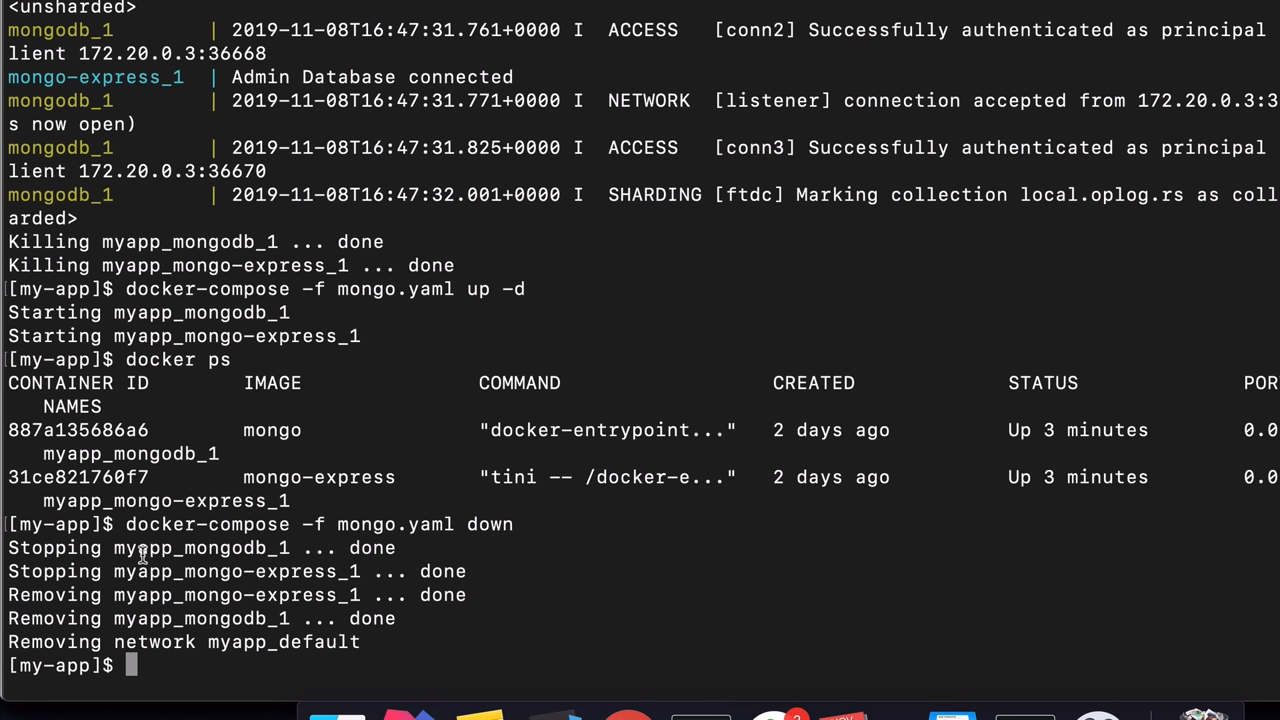 <unsharded>
mongodb_1        | 2019-11-08T16:47:31.761+0000 I  ACCESS   [conn2] Successfully authenticated as principal
lient 172.20.0.3:36668
mongo-express_1  | Admin Database connected
mongodb_1        | 2019-11-08T16:47:31.771+0000 I  NETWORK  [listener] connection accepted from 172.20.0.3:3
s now open)
mongodb_1        | 2019-11-08T16:47:31.825+0000 I  ACCESS   [conn3] Successfully authenticated as principal
lient 172.20.0.3:36670
mongodb_1        | 2019-11-08T16:47:32.001+0000 I  SHARDING [ftdc] Marking collection local.oplog.rs as coll
arded>
Killing myapp_mongodb_1 ... done
Killing myapp_mongo-express_1 ... done
[my-app]$ docker-compose -f mongo.yaml up -d
Starting myapp_mongodb_1
Starting myapp_mongo-express_1
[my-app]$ docker ps
CONTAINER ID        IMAGE               COMMAND                  CREATED             STATUS              POR
   NAMES
887a135686a6        mongo               "docker-entrypoint..."   2 days ago          Up 3 minutes        0.0
   myapp_mongodb_1
31ce821760f7        mongo-express       "tini -- /docker-e..."   2 days ago          Up 3 minutes        0.0
   myapp_mongo-express_1
[my-app]$ docker-compose -f mongo.yaml down
Stopping myapp_mongodb_1 ... done
Stopping myapp_mongo-express_1 ... done
Removing myapp_mongo-express_1 ... done
Removing myapp_mongodb_1 ... done
Removing network myapp_default
[my-app]$